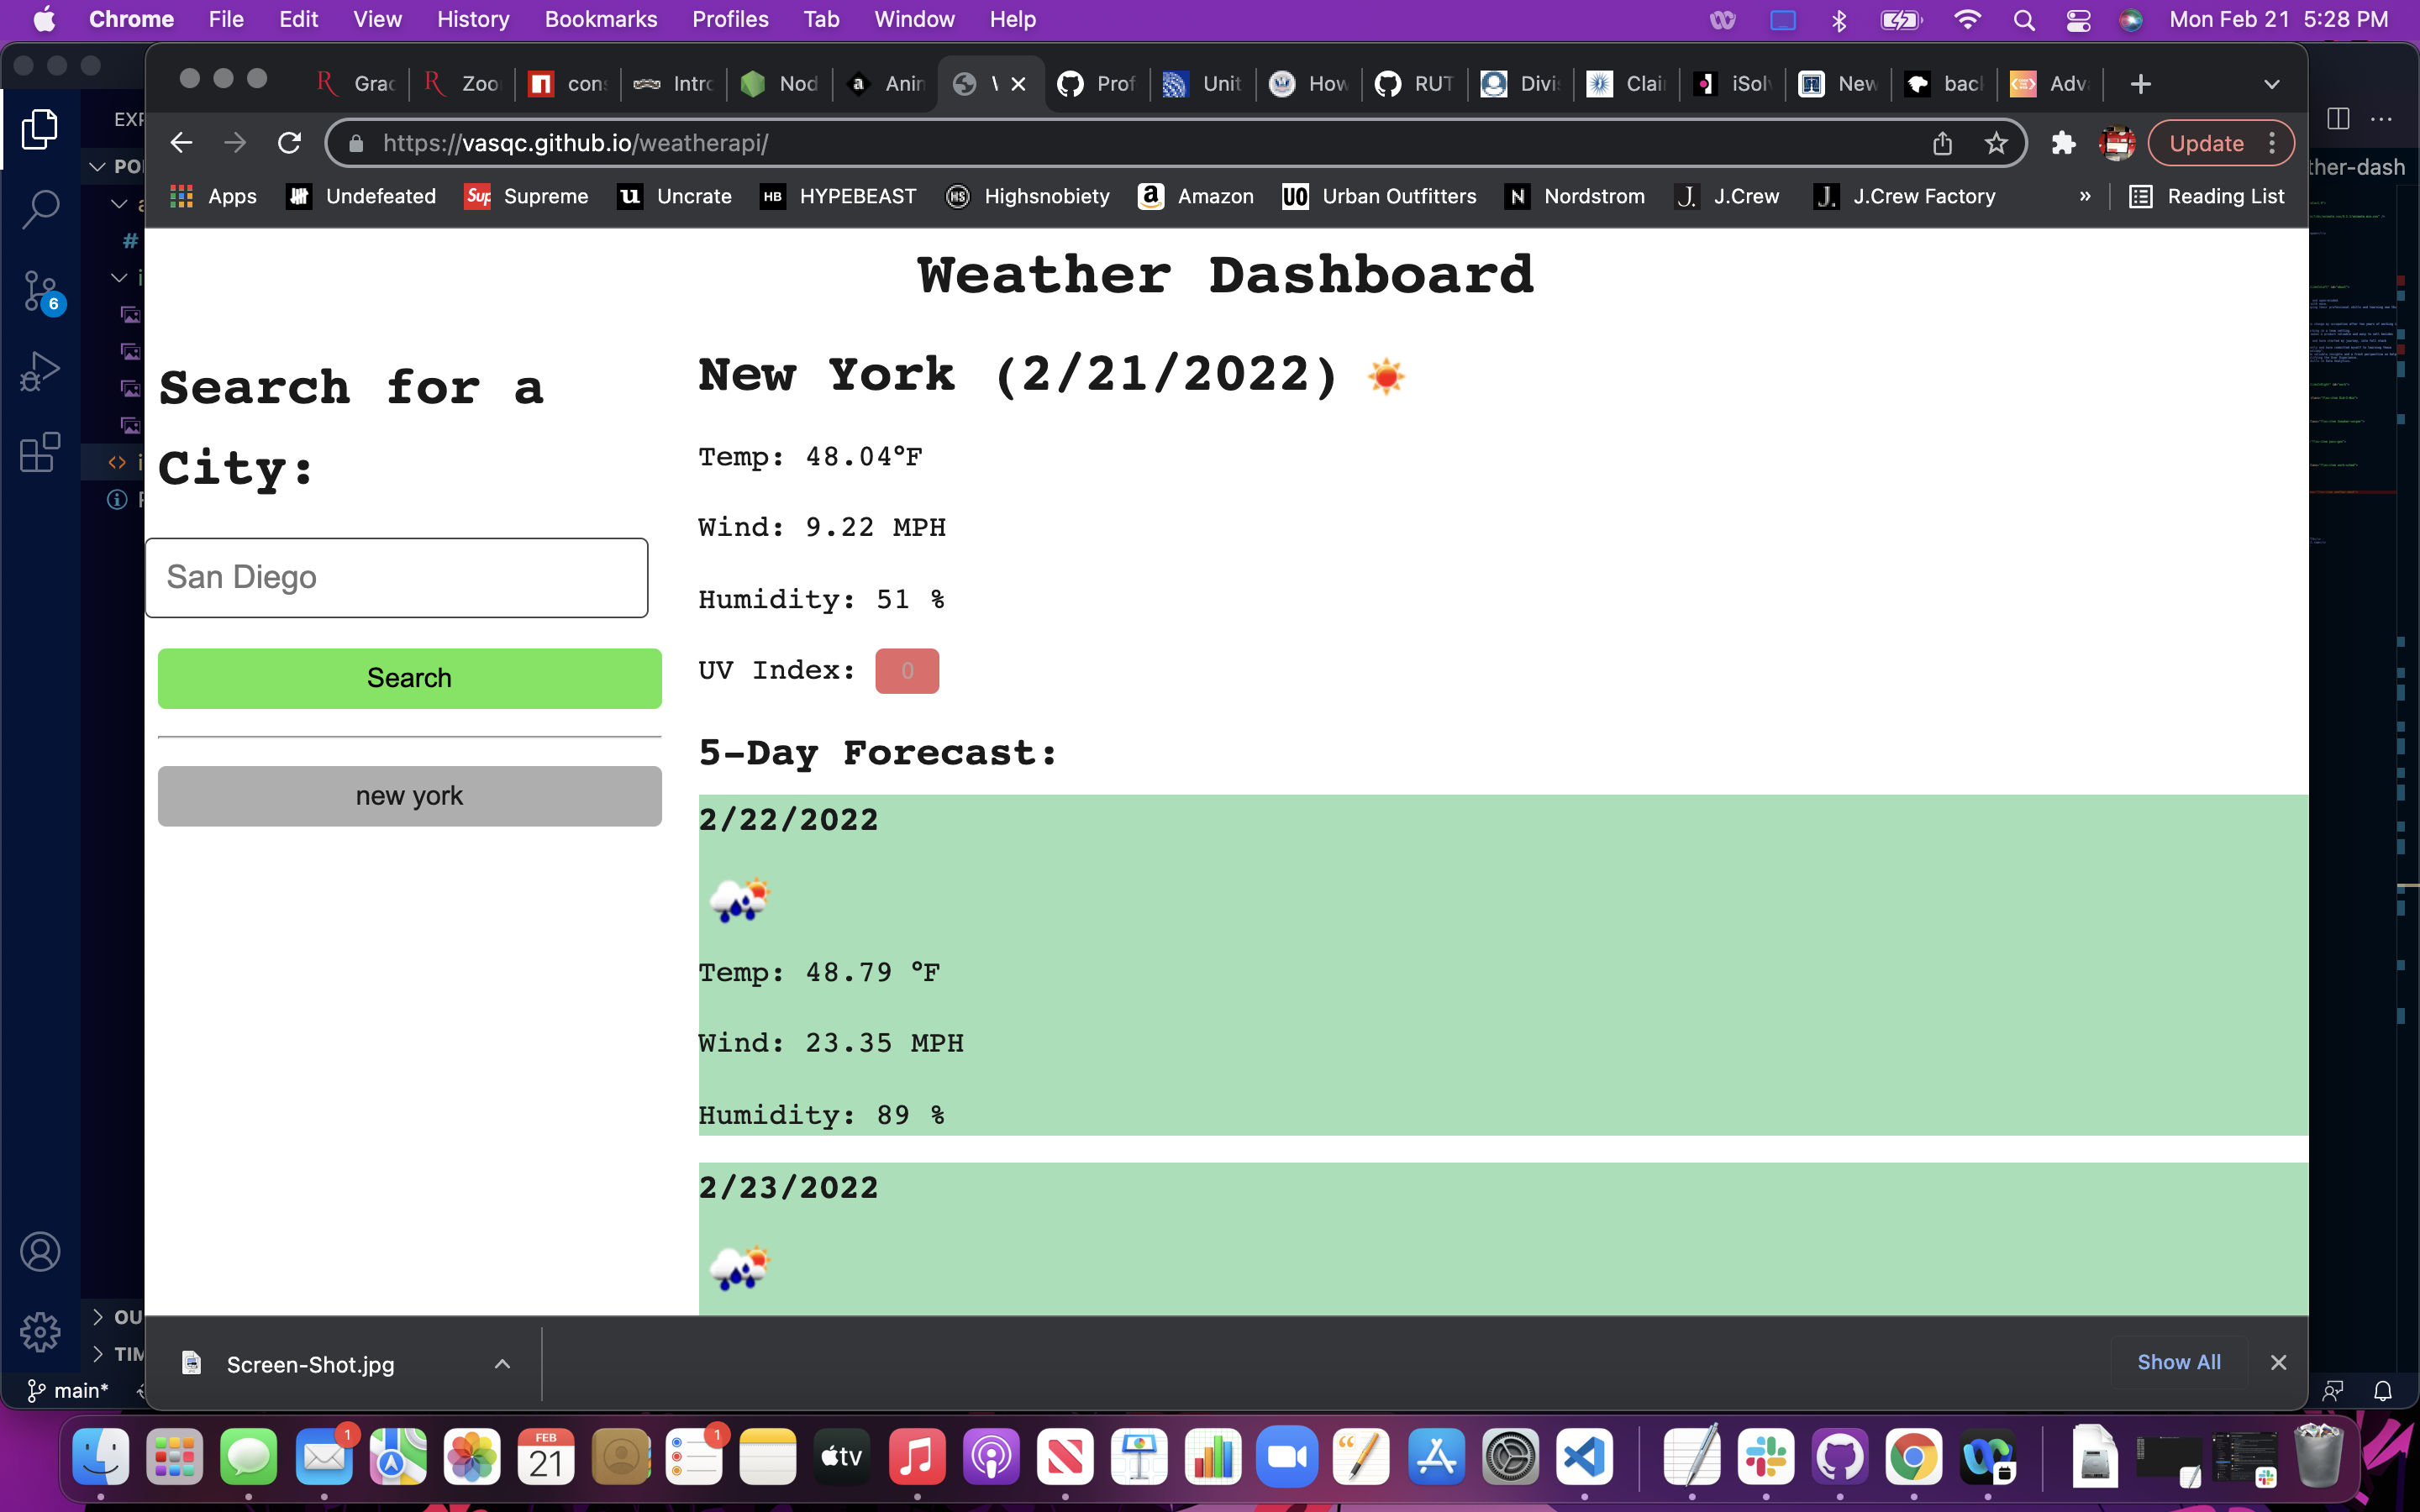 Chrome File Edit View History Bookmarks Profiles Tab Window Help Mon Feb 21 5:28 PM
Grac Zoo cons Intro Nod Anin Prof Unit How RUT Divi Clai iSolv New bacl Adva
https://vasqc.github.io/weatherapi/ Update
Apps Undefeated Supreme Uncrate HYPEBEAST Highsnobiety Amazon Urban Outfitters Nordstrom J.Crew J.Crew Factory » Reading List
EXP
PO
ther-dash
6
Weather Dashboard
Search for a
City:
San Diego
Search
new york
New York (2/21/2022)
Temp: 48.04°F
Wind: 9.22 MPH
Humidity: 51 %
UV Index: 0
5-Day Forecast:
2/22/2022
Temp: 48.79 °F
Wind: 23.35 MPH
Humidity: 89 %
2/23/2022
OU
TIM
Screen-Shot.jpg
Show All
main*
1
FEB
21
1
tv